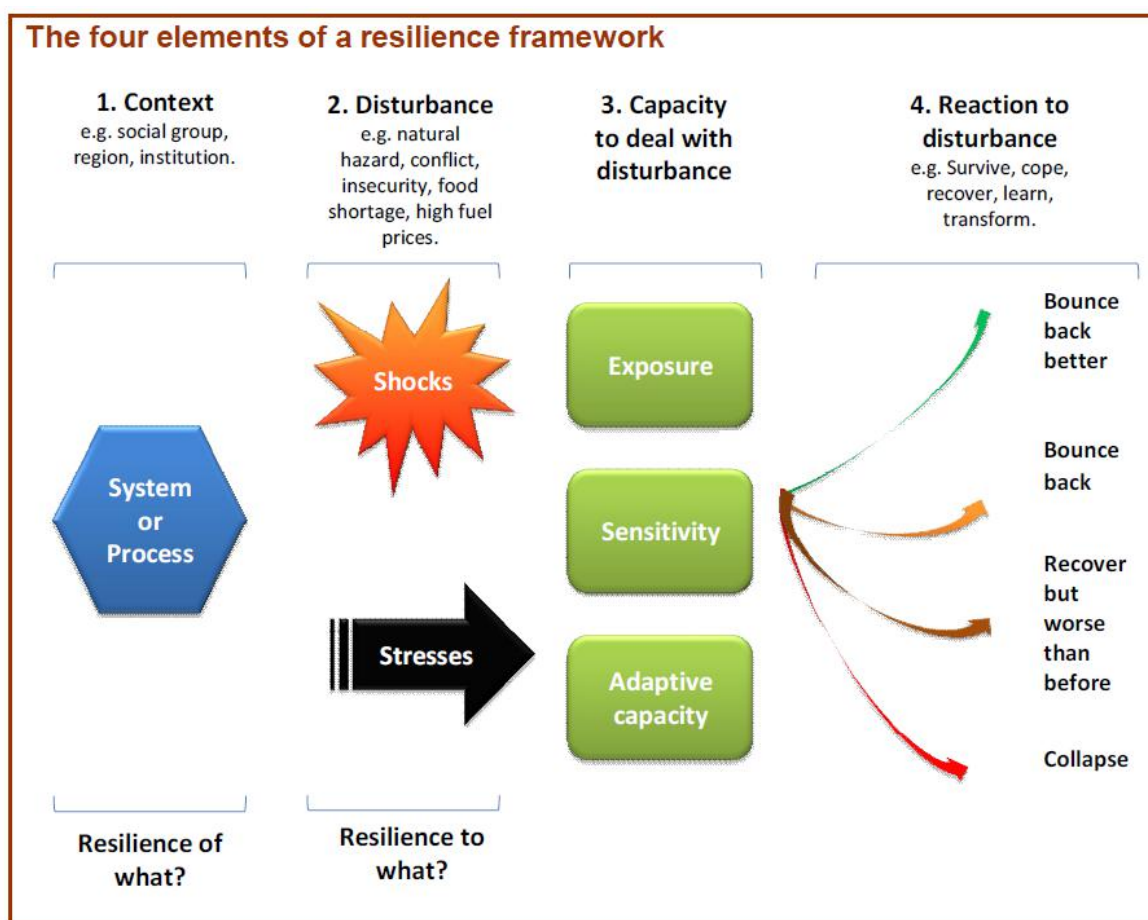 The four elements of a resilience framework
1. Context
e.g. social group,
region, institution.
2. Disturbance
e.g. natural
hazard, conflict,
insecurity, food
shortage, high fuel
prices.
3. Capacity
to deal with
disturbance
4. Reaction to
disturbance
e.g. Survive, cope,
recover, learn,
transform.
System
or
Process
Shocks
Stresses
Exposure
Sensitivity
Adaptive
capacity
Bounce
back
better
Bounce
back
Recover
but
worse
than
before
Collapse
Resilience of
what?
Resilience to
what?